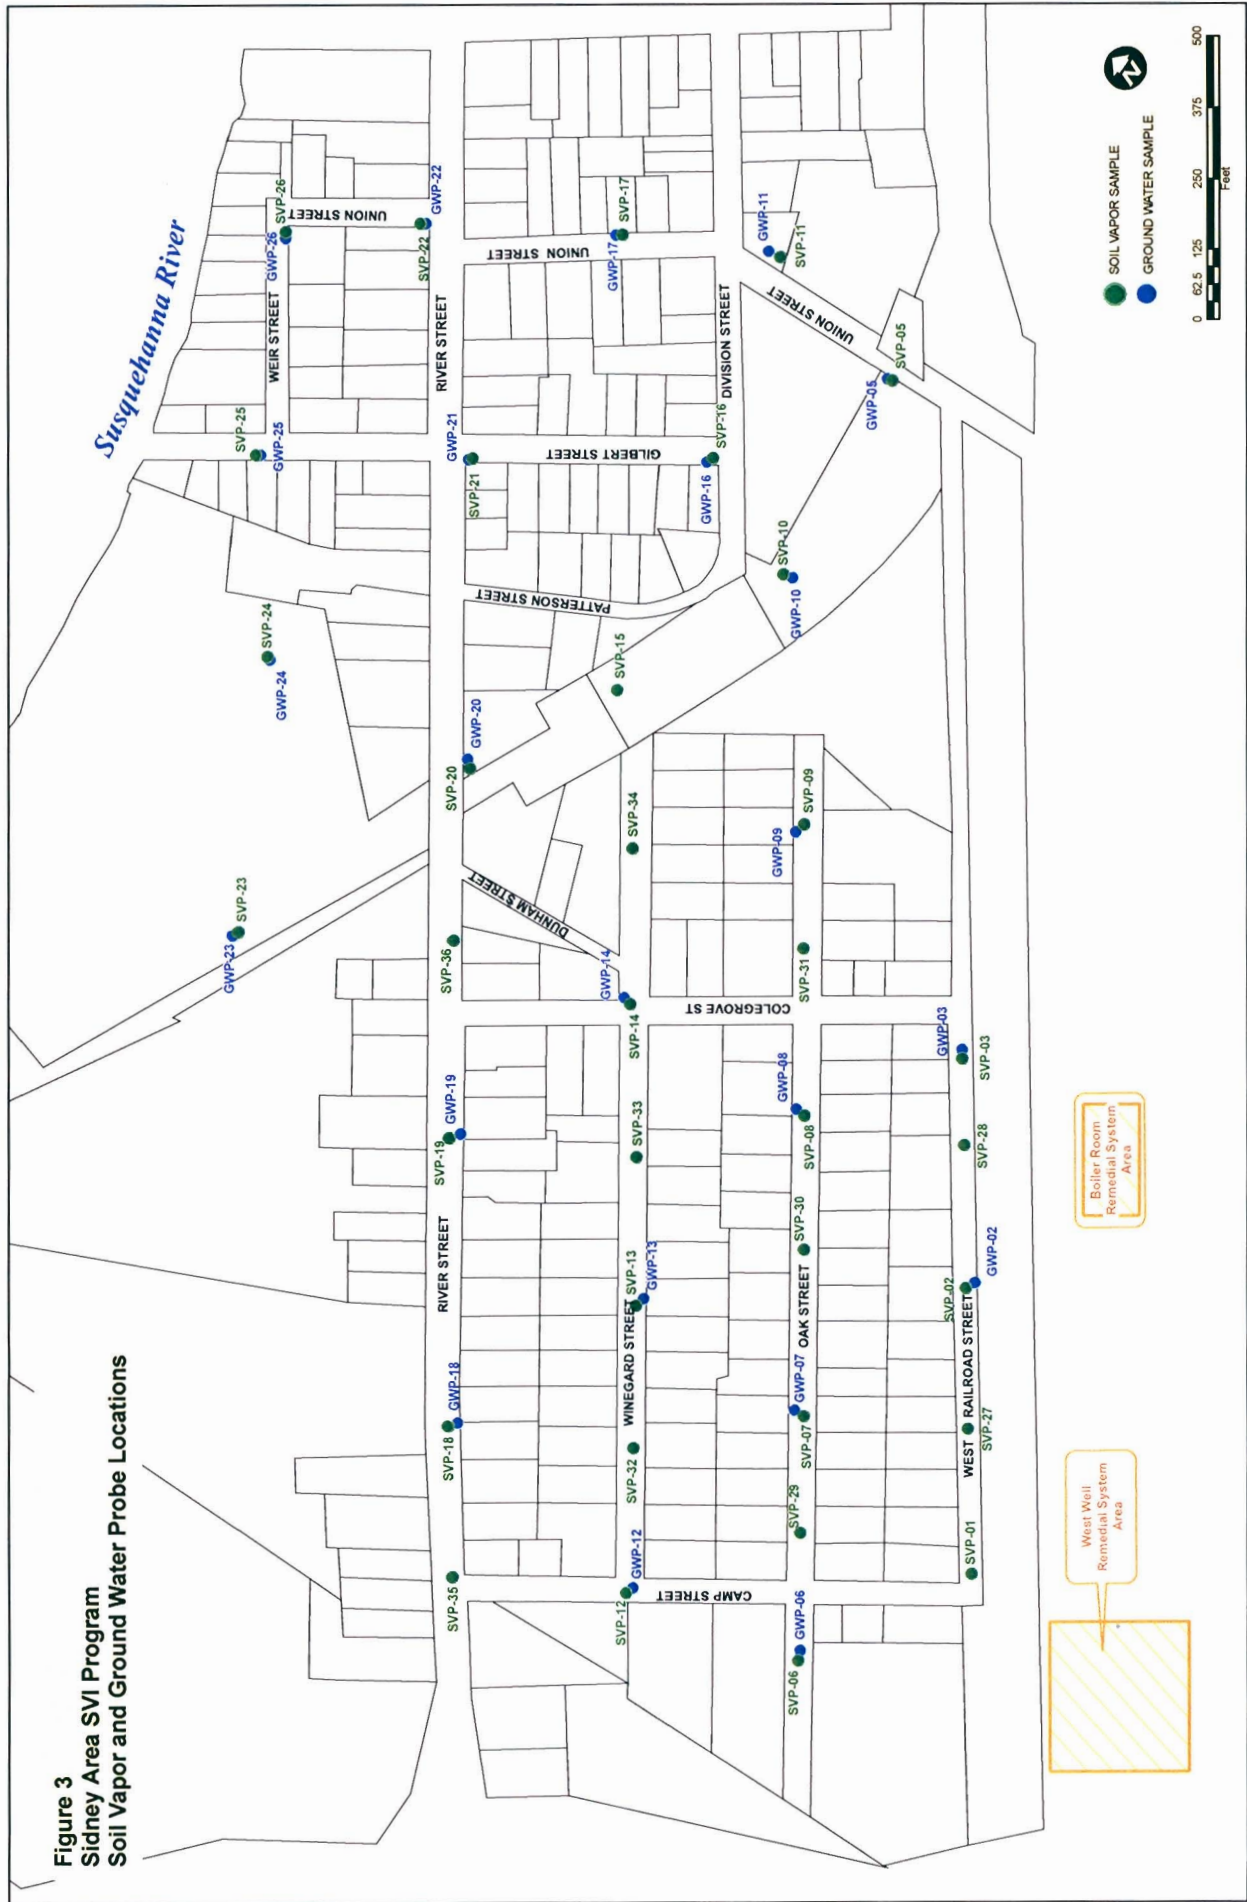 Figure 3
Sidney Area SVI Program
Soil Vapor and Ground Water Probe Locations
Susquehanna River
SVP-26
GWP-26
UNION STREET
GWP-22
SVP-22
WEIR STREET
RIVER STREET
SVP-25
GWP-25
GWP-21
SVP-21
SVP-17
GWP-17
UNION STREET
GWP-11
SVP-11
DIVISION STREET
UNION STREET
SVP-05
GWP-05
GILBERT STREET
SVP-16
GWP-16
SVP-10
GWP-10
PATTERSON STREET
SVP-24
GWP-24
SVP-15
GWP-20
SVP-20
SVP-34
SVP-09
GWP-09
SVP-23
GWP-23
DUNHAM STREET
SVP-36
GWP-14
SVP-14
SVP-31
COLEGROVE ST
GWP-03
SVP-03
GWP-19
SVP-19
SVP-33
GWP-08
SVP-08
SVP-28
RIVER STREET
SVP-13
GWP-13
SVP-30
GWP-02
SVP-02
WINEGARD STREET
OAK STREET
WEST RAILROAD STREET
GWP-18
SVP-18
GWP-07
SVP-07
SVP-27
SVP-32
SVP-29
GWP-12
SVP-12
SVP-01
SVP-35
CAMP STREET
GWP-06
SVP-06
Boiler Room
Remedial System
Area
West Well
Remedial System
Area
SOIL VAPOR SAMPLE
GROUND WATER SAMPLE
N
0 62.5 125 250 375 500
Feet